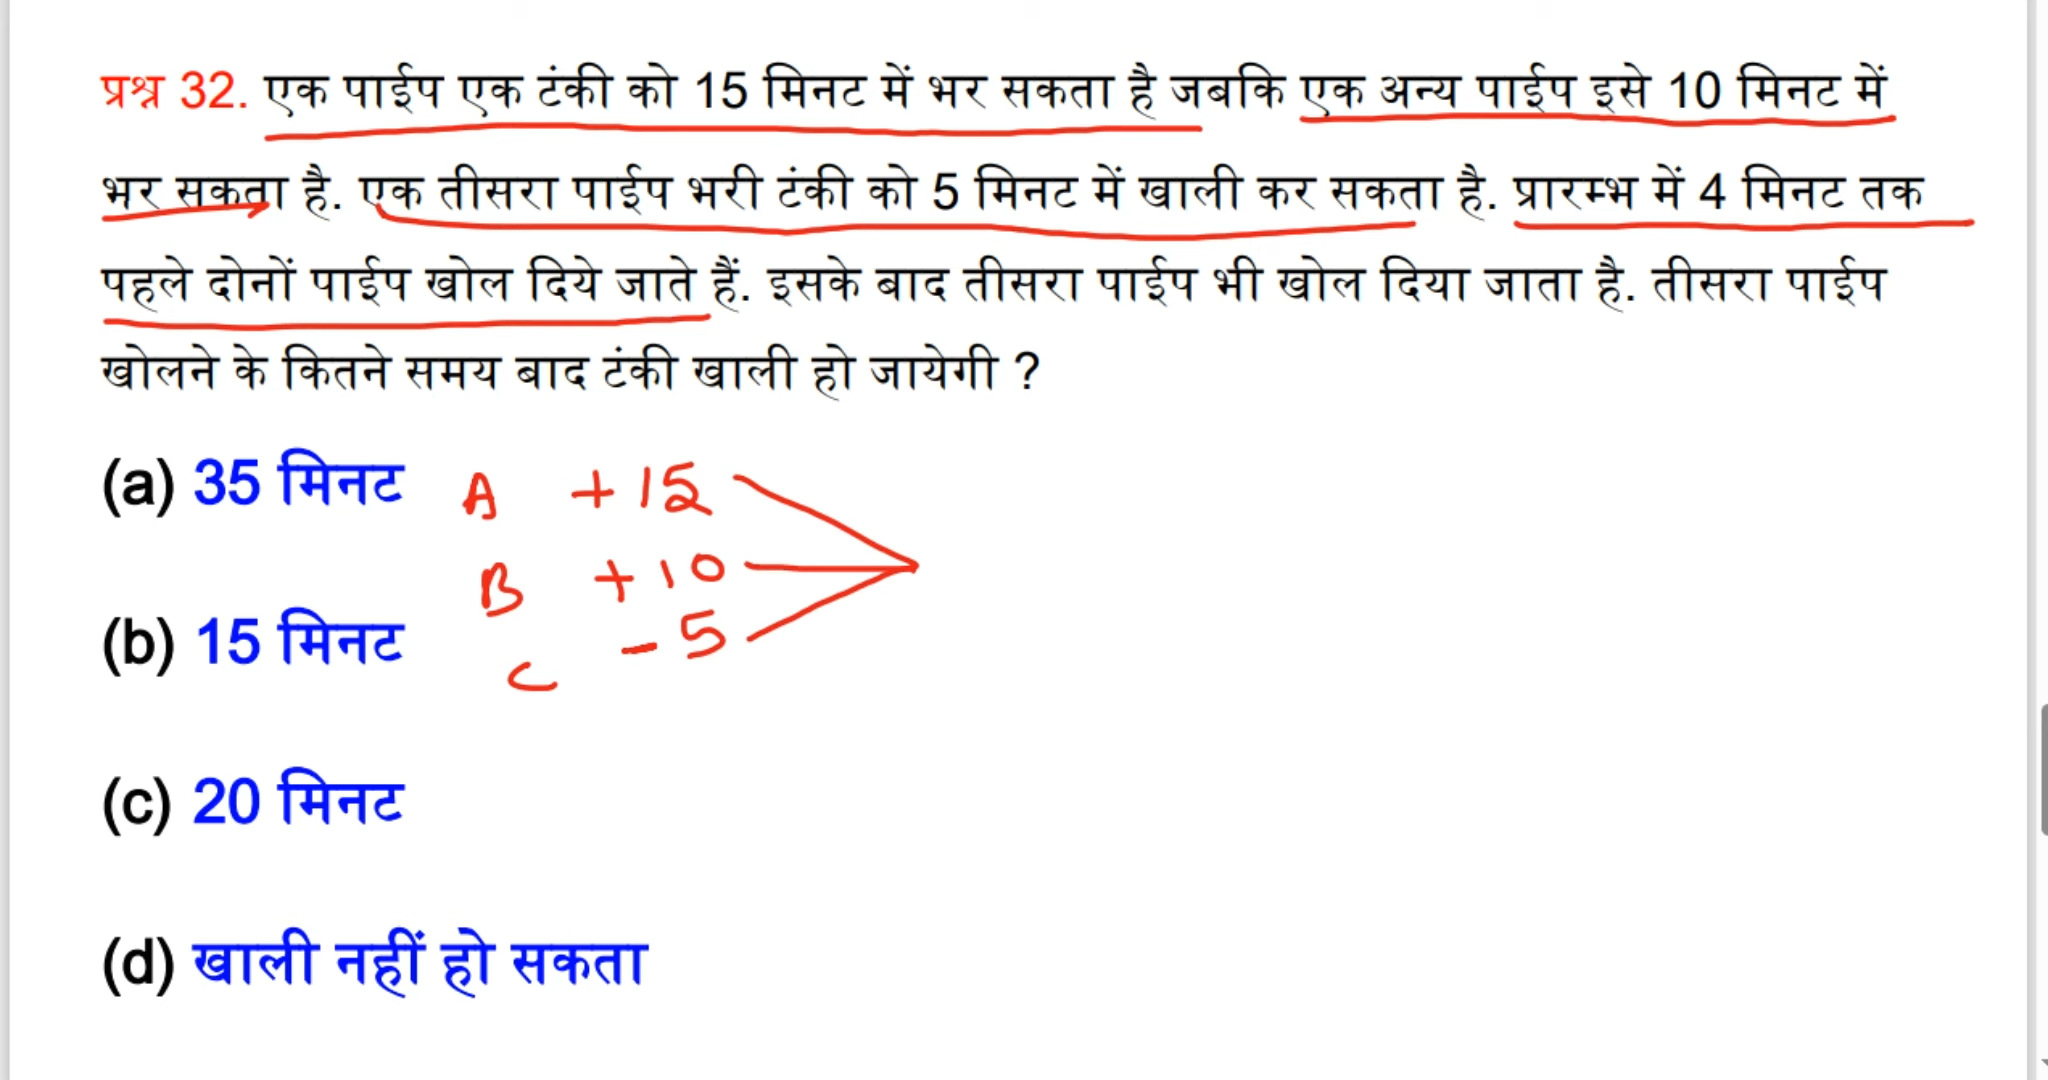 प्रश्न 32. एक पाईप एक टंकी को 15 मिनट में भर सकता है जबकि एक अन्य पाईप इसे 10 मिनट में
भर सकता है. एक तीसरा पाईप भरी टंकी को 5 मिनट में खाली कर सकता है. प्रारम्भ में 4 मिनट तक
पहले दोनों पाईप खोल दिये जाते हैं. इसके बाद तीसरा पाईप भी खोल दिया जाता है. तीसरा पाईप
खोलने के कितने समय बाद टंकी खाली हो जायेगी ?
(a) 35 मिनट
A +15
B +10
(b) 15 मिनट
C -5
(c) 20 मिनट
(d) खाली नहीं हो सकता